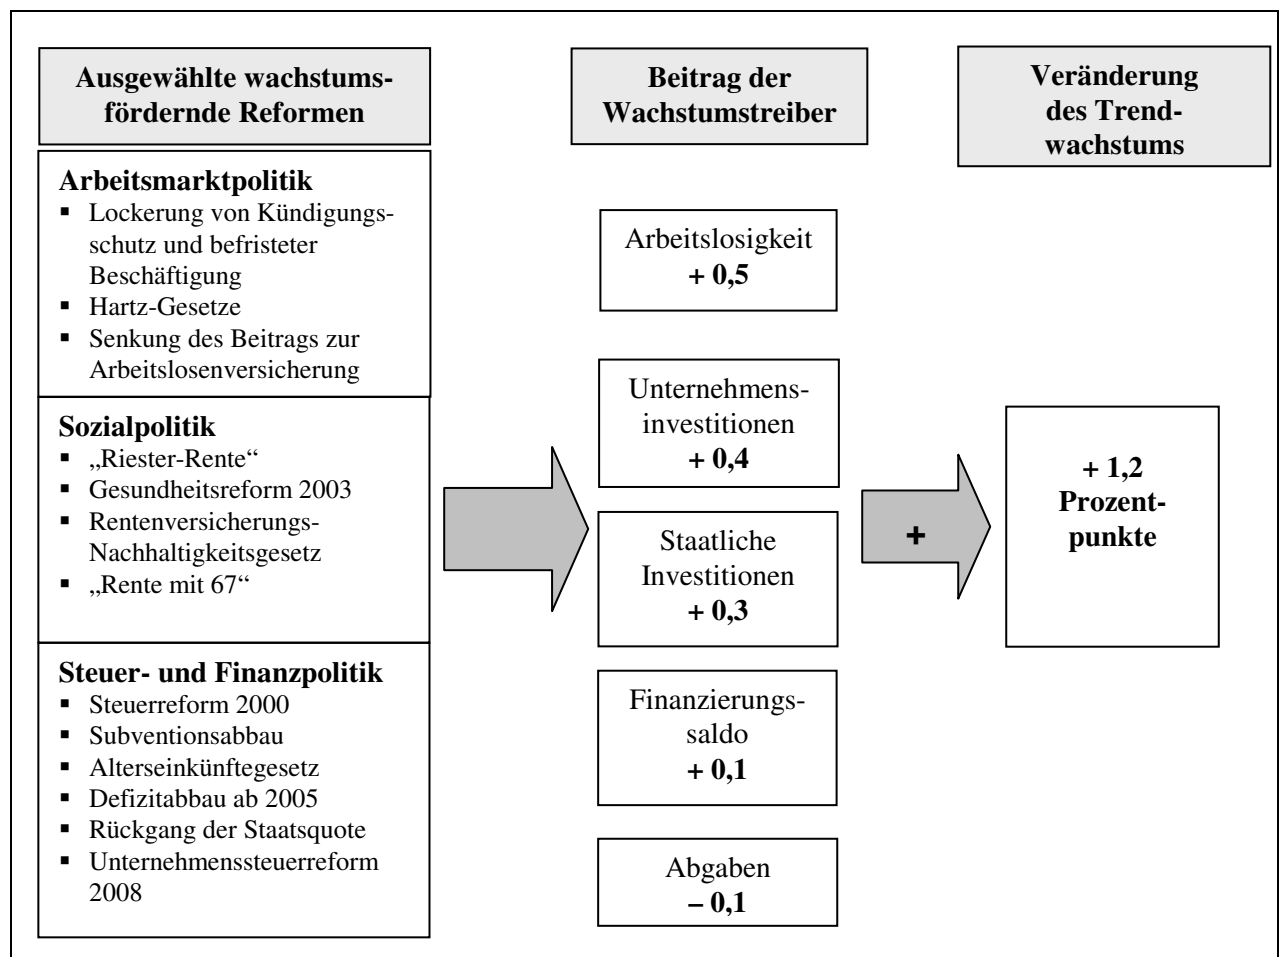 Ausgewählte wachstums-
fördernde Reformen
Arbeitsmarktpolitik
▪ Lockerung von Kündigungs-
schutz und befristeter
Beschäftigung
▪ Hartz-Gesetze
▪ Senkung des Beitrags zur
Arbeitslosenversicherung
Sozialpolitik
▪ „Riester-Rente“
▪ Gesundheitsreform 2003
▪ Rentenversicherungs-
Nachhaltigkeitsgesetz
▪ „Rente mit 67“
Steuer- und Finanzpolitik
▪ Steuerreform 2000
▪ Subventionsabbau
▪ Alterseinkünftegesetz
▪ Defizitabbau ab 2005
▪ Rückgang der Staatsquote
▪ Unternehmenssteuerreform
2008
Beitrag der
Wachstumstreiber
Arbeitslosigkeit
+ 0,5
Unternehmens-
investitionen
+ 0,4
Staatliche
Investitionen
+ 0,3
Finanzierungs-
saldo
+ 0,1
Abgaben
– 0,1
+
Veränderung
des Trend-
wachstums
+ 1,2
Prozent-
punkte